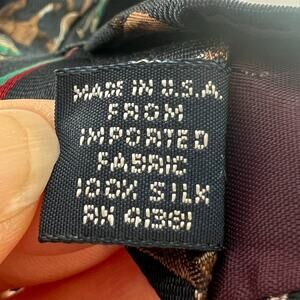 MADE IN U.S.A.
FROM
IMPORTED
FABRIC
100% SILK
RN 41381